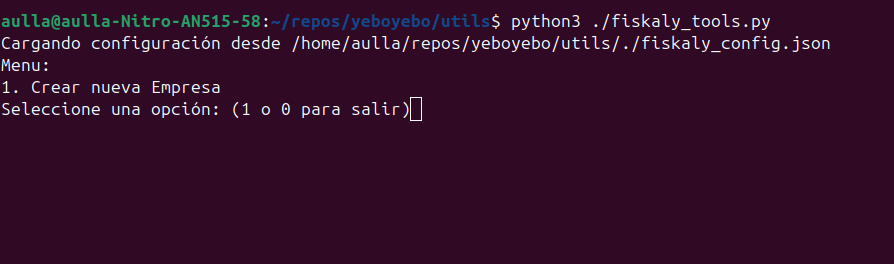 aulla@aulla-Nitro-AN515-58:~/repos/yeboyebo/utils$ python3 ./fiskaly_tools.py
Cargando configuración desde /home/aulla/repos/yeboyebo/utils/./fiskaly_config.json
Menu:
1. Crear nueva Empresa
Seleccione una opción: (1 o 0 para salir)